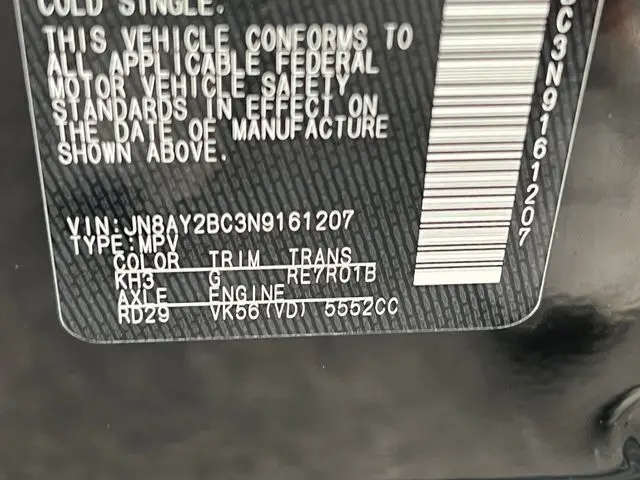 COLD SINGLE.
THIS VEHICLE CONFORMS TO
ALL APPLICABLE FEDERAL
MOTOR VEHICLE SAFETY
STANDARDS IN EFFECT ON
THE DATE OF MANUFACTURE
SHOWN ABOVE.
VIN:JN8AY2BC3N9161207
TYPE:MPV
COLOR TRIM TRANS
KH3 G RE7R01B
AXLE ENGINE
RD29 VK56(VD) 5552CC
BC3N9161207